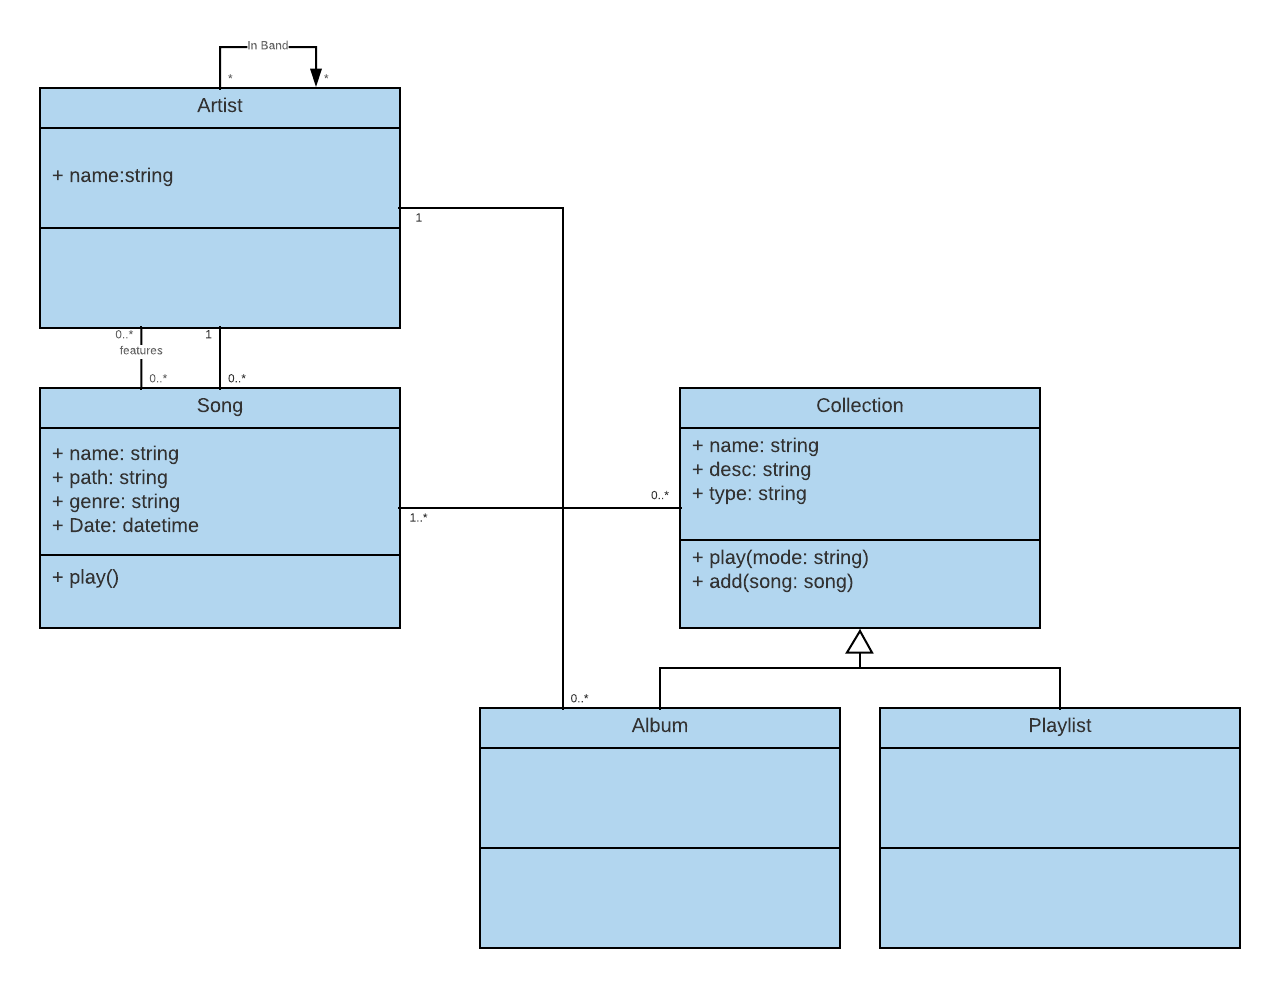 In Band
* *
Artist
+ name:string
1
0..* 1
features
0..* 0..*
Song
+ name: string
+ path: string
+ genre: string
+ Date: datetime
+ play()
1..*
0..*
Collection
+ name: string
+ desc: string
+ type: string
+ play(mode: string)
+ add(song: song)
0..*
Album
Playlist